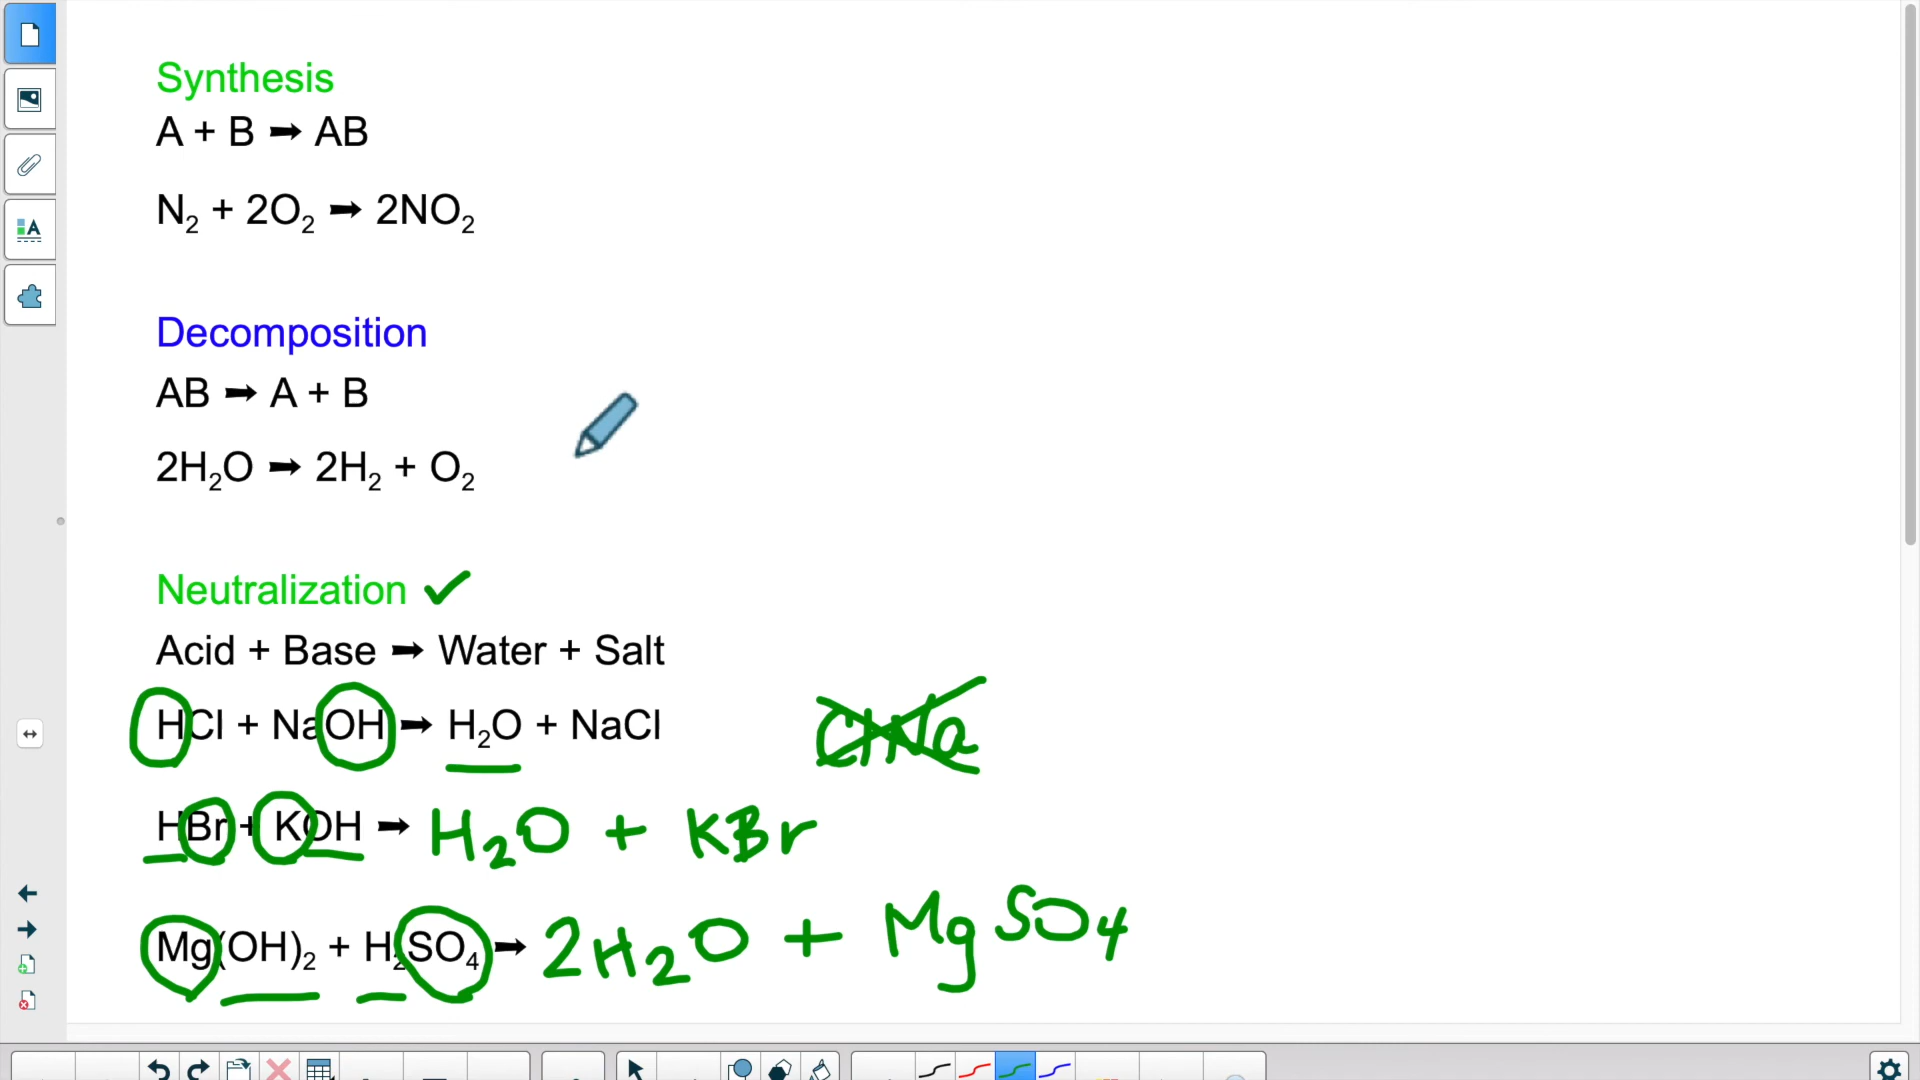 Synthesis
A + B ➡ AB
N₂ + 2O₂ ➡ 2NO₂
Decomposition
AB ➡ A + B
2H₂O ➡ 2H₂ + O₂
Neutralization ✓
Acid + Base ➡ Water + Salt
HCl + NaOH ➡ H₂O + NaCl ClNa
HBr + KOH ➡ H₂O + KBr
Mg(OH)₂ + H₂SO₄ ➡ 2H₂O + MgSO₄